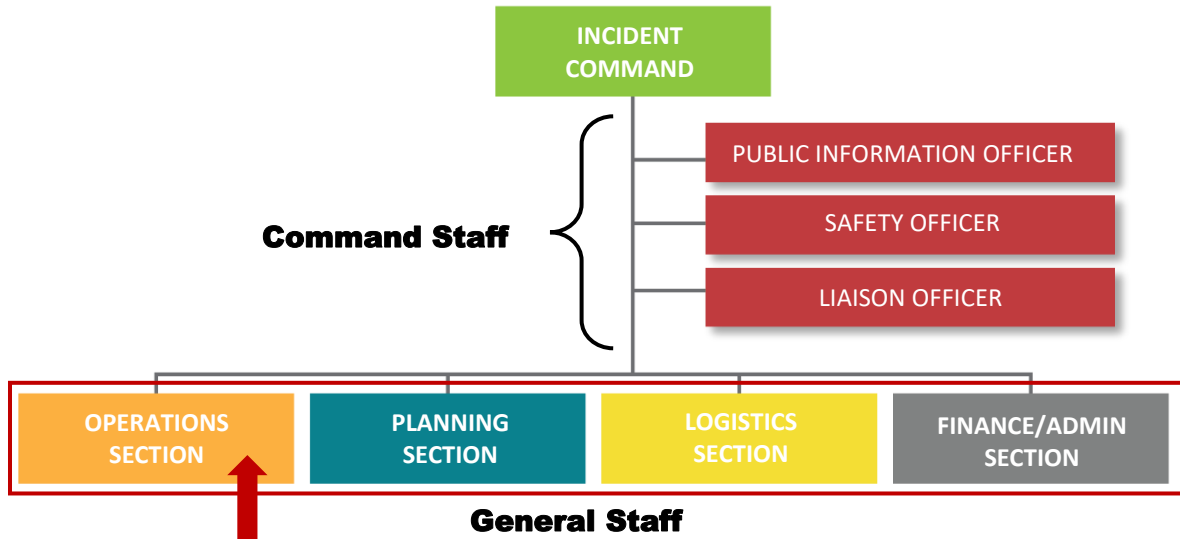 INCIDENT
COMMAND
PUBLIC INFORMATION OFFICER
SAFETY OFFICER
Command Staff
LIAISON OFFICER
OPERATIONS
SECTION
PLANNING
SECTION
LOGISTICS
SECTION
FINANCE/ADMIN
SECTION
General Staff